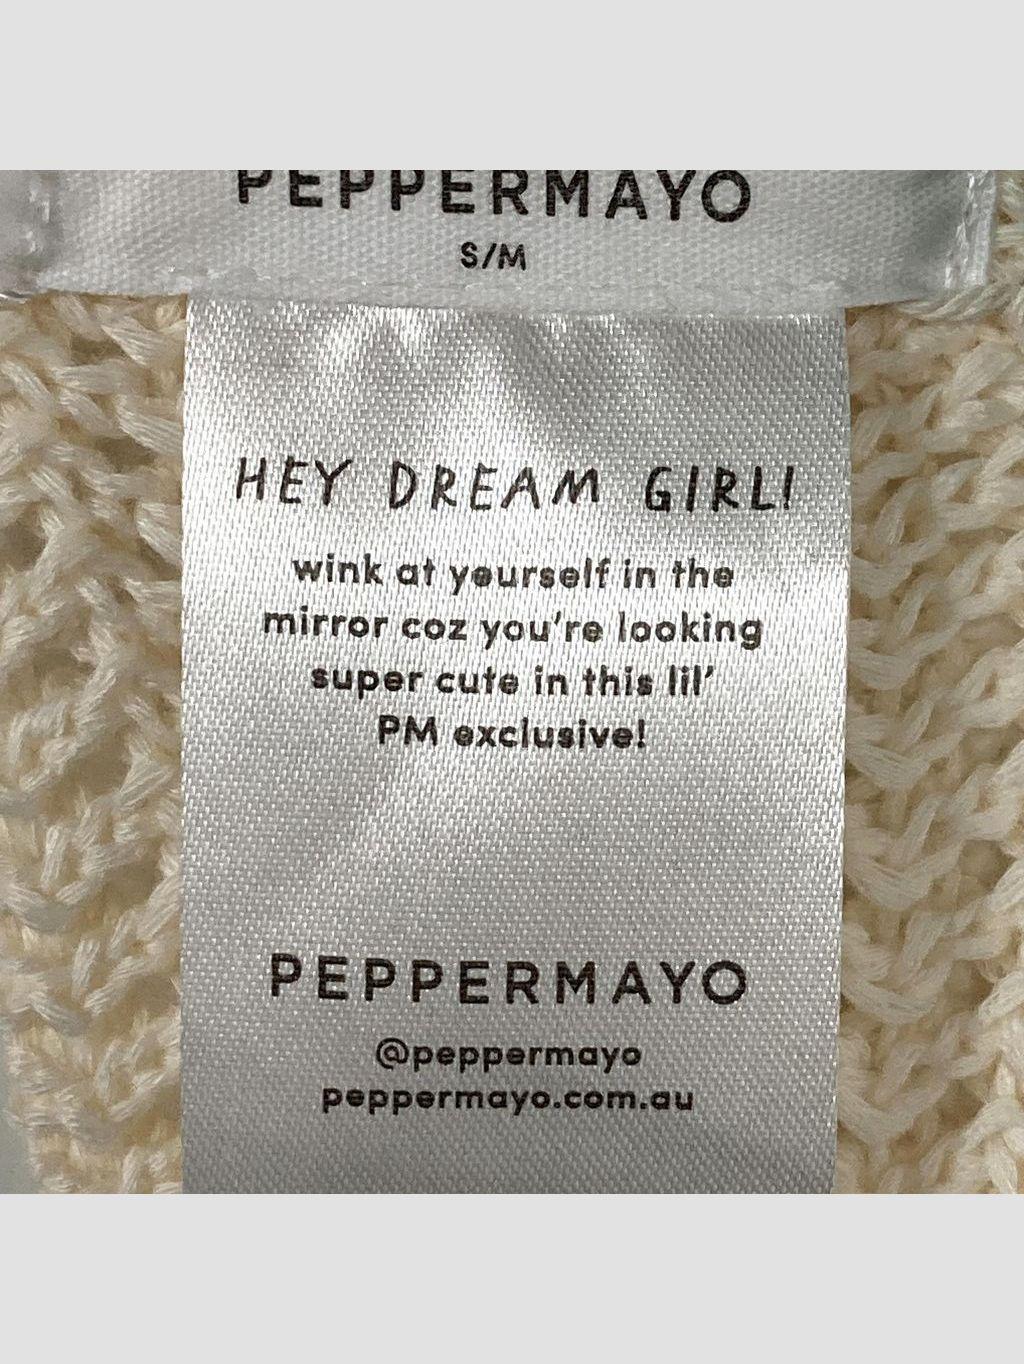 PEPPERMAYO
S/M
HEY DREAM GIRL!
wink at yourself in the
mirror coz you're looking
super cute in this lil'
PM exclusive!
PEPPERMAYO
@peppermayo
peppermayo.com.au